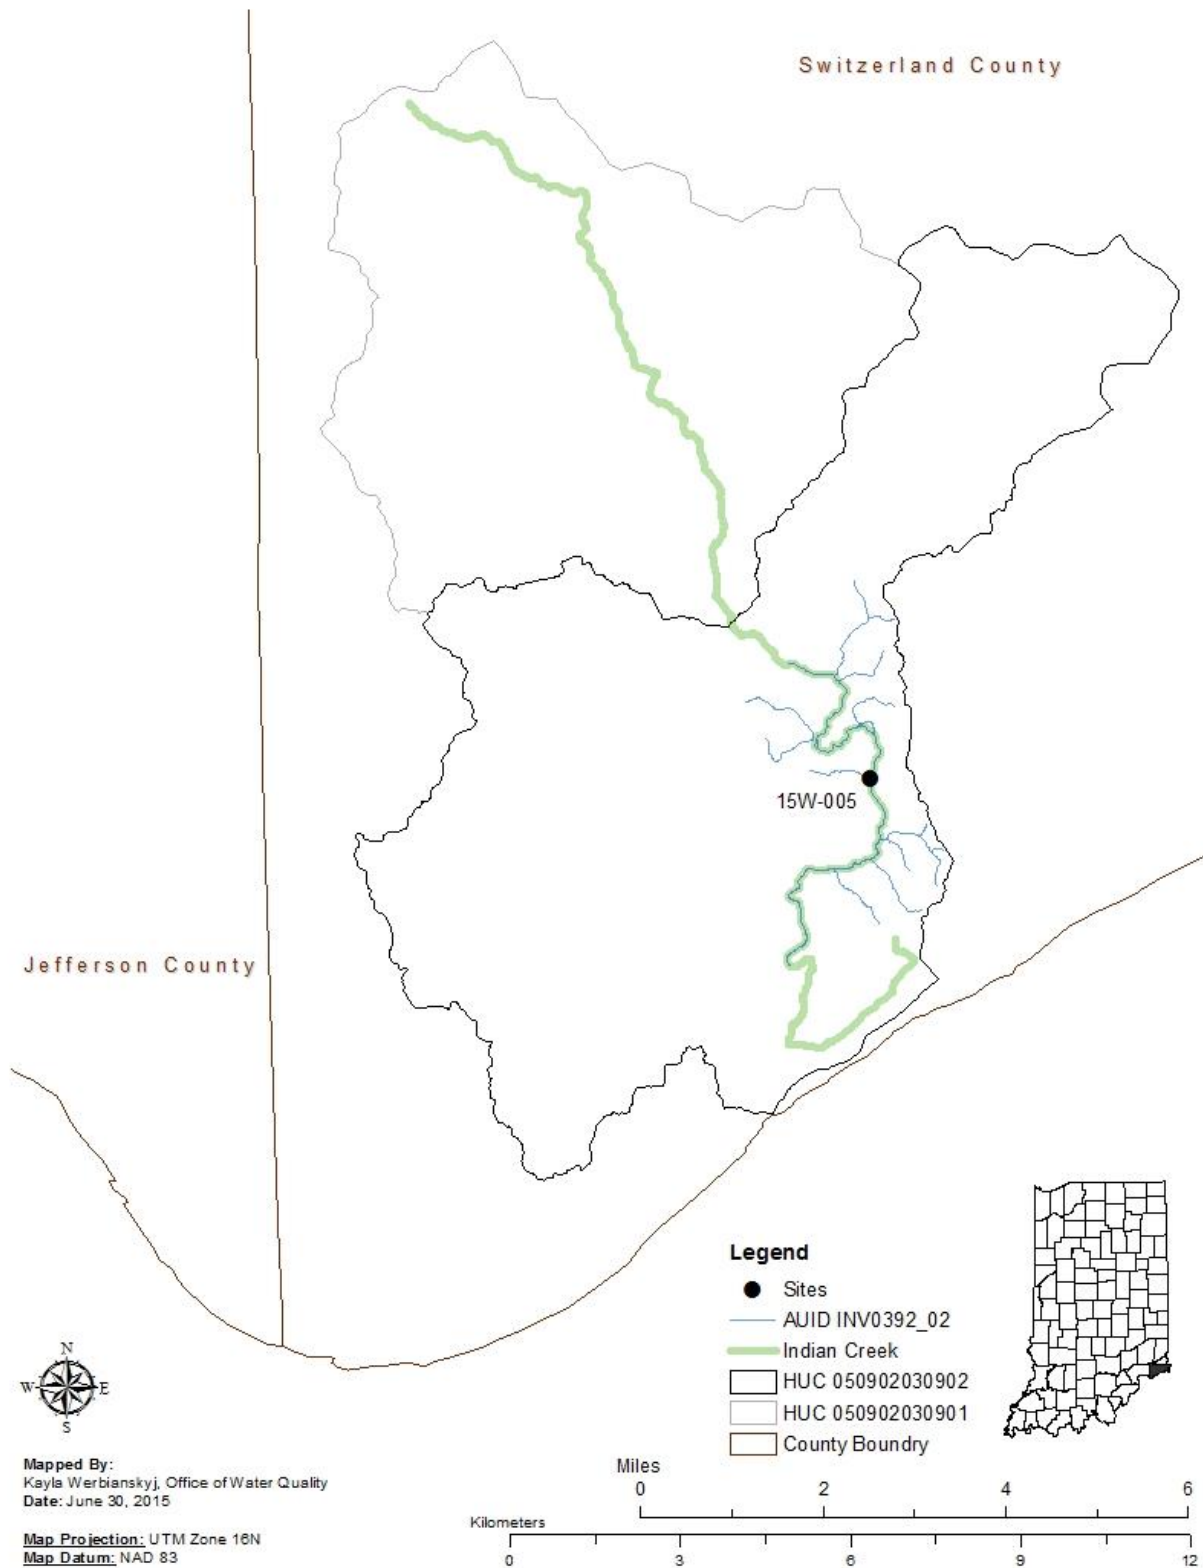 Switzerland County
15W-005
Jefferson County
Legend
Sites
AUID INV0392_02
Indian Creek
HUC 050902030902
HUC 050902030901
County Boundry
N
W E
S
Mapped By:
Kayla Werbianskyj, Office of Water Quality
Date: June 30, 2015
Map Projection: UTM Zone 16N
Map Datum: NAD 83
Miles
0 2 4 6
Kilometers
0 3 6 9 12